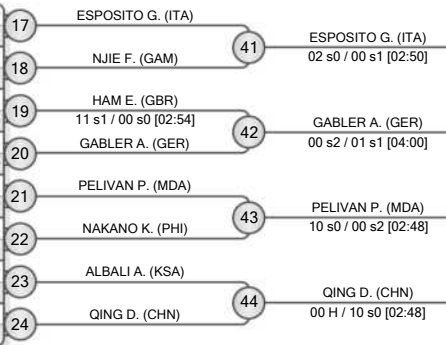 17
ESPOSITO G. (ITA)
41
ESPOSITO G. (ITA)
02 s0 / 00 s1 [02:50]
18
NJIE F. (GAM)
19
HAM E. (GBR)
11 s1 / 00 s0 [02:54]
42
GABLER A. (GER)
00 s2 / 01 s1 [04:00]
20
GABLER A. (GER)
21
PELIVAN P. (MDA)
43
PELIVAN P. (MDA)
10 s0 / 00 s2 [02:48]
22
NAKANO K. (PHI)
23
ALBALI A. (KSA)
44
QING D. (CHN)
00 H / 10 s0 [02:48]
24
QING D. (CHN)